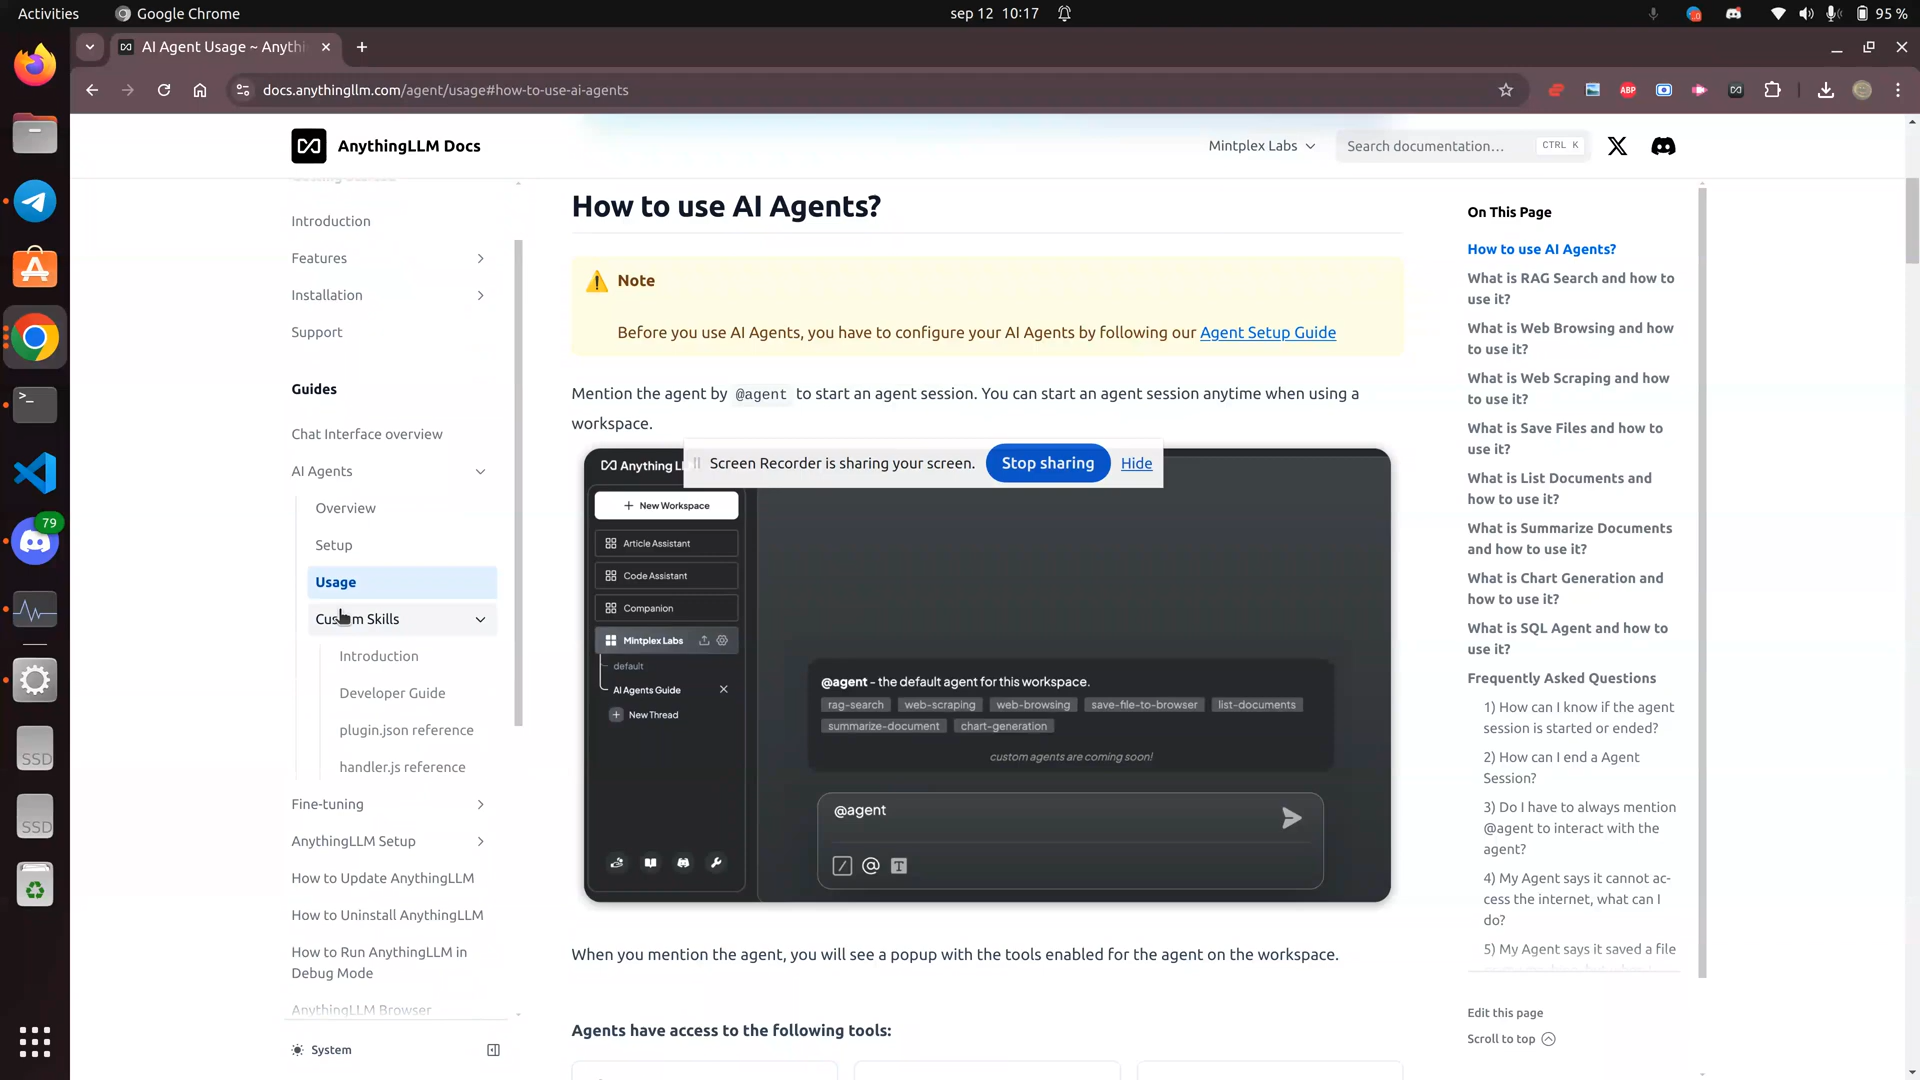 Activities
Google Chrome
sep 12 10:17
95 %
AI Agent Usage ~ Anythi
docs.anythingllm.com/agent/usage#how-to-use-ai-agents
ABP
AnythingLLM Docs
Mintplex Labs
Search documentation…
CTRL K
Getting Started
Introduction
Features
Installation
Support
Guides
Chat Interface overview
AI Agents
Overview
Setup
Usage
Custom Skills
Introduction
Developer Guide
plugin.json reference
handler.js reference
Fine-tuning
AnythingLLM Setup
How to Update AnythingLLM
How to Uninstall AnythingLLM
How to Run AnythingLLM in
Debug Mode
AnythingLLM Browser
System
79
SSD
SSD
How to use AI Agents?
Note
Before you use AI Agents, you have to configure your AI Agents by following our Agent Setup Guide
Mention the agent by @agent to start an agent session. You can start an agent session anytime when using a
workspace.
Screen Recorder is sharing your screen.
Stop sharing
Hide
Anything L
New Workspace
Article Assistant
Code Assistant
Companion
Mintplex Labs
default
AI Agents Guide
New Thread
@agent - the default agent for this workspace.
rag-search web-scraping web-browsing save-file-to-browser list-documents
summarize-document chart-generation
custom agents are coming soon!
@agent
When you mention the agent, you will see a popup with the tools enabled for the agent on the workspace.
Agents have access to the following tools:
On This Page
How to use AI Agents?
What is RAG Search and how to
use it?
What is Web Browsing and how
to use it?
What is Web Scraping and how
to use it?
What is Save Files and how to
use it?
What is List Documents and
how to use it?
What is Summarize Documents
and how to use it?
What is Chart Generation and
how to use it?
What is SQL Agent and how to
use it?
Frequently Asked Questions
1) How can I know if the agent
session is started or ended?
2) How can I end a Agent
Session?
3) Do I have to always mention
@agent to interact with the
agent?
4) My Agent says it cannot ac-
cess the internet, what can I
do?
5) My Agent says it saved a file
Edit this page
Scroll to top